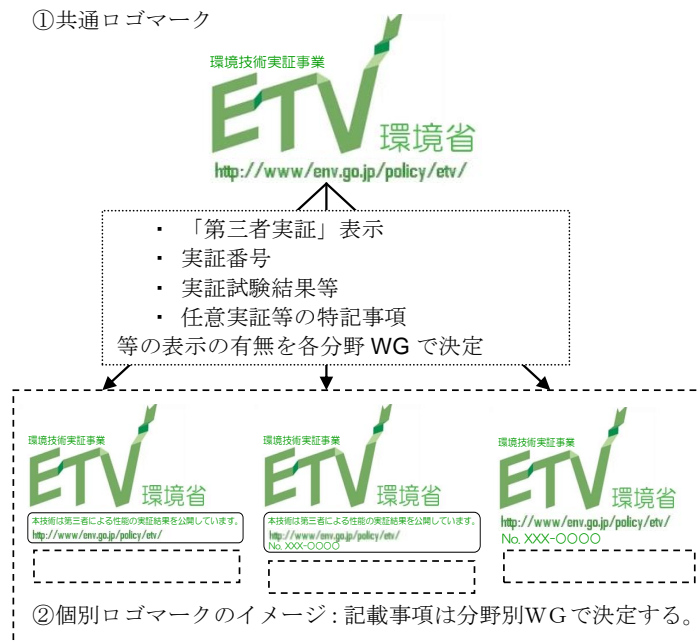 ①共通ロゴマーク
環境技術実証事業
ETV 環境省
http://www/env.go.jp/policy/etv/
・ 「第三者実証」表示
・ 実証番号
・ 実証試験結果等
・ 任意実証等の特記事項
等の表示の有無を各分野 WG で決定
環境技術実証事業
ETV 環境省
本技術は第三者による性能の実証結果を公開しています。
http://www/env.go.jp/policy/etv/
環境技術実証事業
ETV 環境省
本技術は第三者による性能の実証結果を公開しています。
http://www/env.go.jp/policy/etv/
No. XXX-OOOO
環境技術実証事業
ETV 環境省
http://www/env.go.jp/policy/etv/
No. XXX-OOOO
②個別ロゴマークのイメージ：記載事項は分野別WGで決定する。